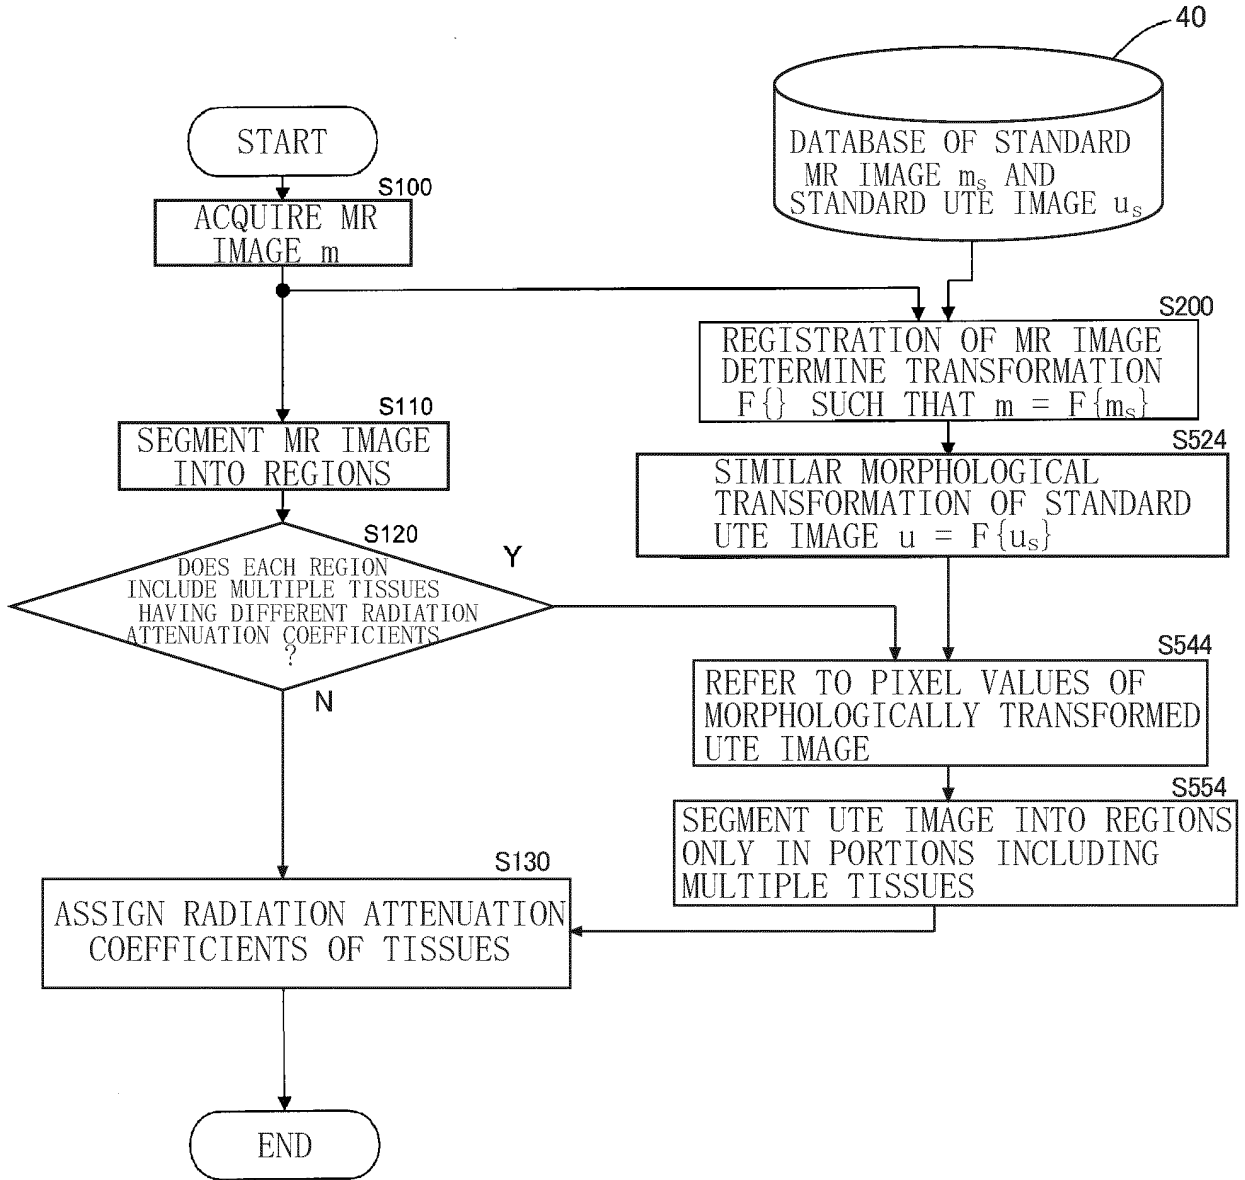 40
DATABASE OF STANDARD
MR IMAGE mₛ AND
STANDARD UTE IMAGE uₛ
START
S100
ACQUIRE MR
IMAGE m
S200
REGISTRATION OF MR IMAGE
DETERMINE TRANSFORMATION
F{} SUCH THAT m = F{mₛ}
S110
SEGMENT MR IMAGE
INTO REGIONS
S524
SIMILAR MORPHOLOGICAL
TRANSFORMATION OF STANDARD
UTE IMAGE u = F{uₛ}
S120
DOES EACH REGION
INCLUDE MULTIPLE TISSUES
HAVING DIFFERENT RADIATION
ATTENUATION COEFFICIENTS
?
Y
N
S544
REFER TO PIXEL VALUES OF
MORPHOLOGICALLY TRANSFORMED
UTE IMAGE
S554
SEGMENT UTE IMAGE INTO REGIONS
ONLY IN PORTIONS INCLUDING
MULTIPLE TISSUES
S130
ASSIGN RADIATION ATTENUATION
COEFFICIENTS OF TISSUES
END